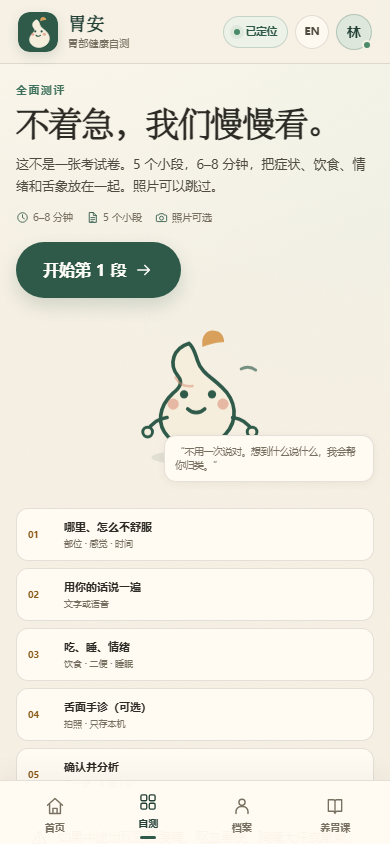 胃安
胃部健康自测
已定位
EN
林
全面测评
不着急，我们慢慢看。
这不是一张考试卷。5 个小段，6–8 分钟，把症状、饮食、情
绪和舌象放在一起。照片可以跳过。
6–8 分钟
5 个小段
照片可选
开始第 1 段 →
“不用一次说对。想到什么说什么，我会帮
你归类。”
01
哪里、怎么不舒服
部位 · 感觉 · 时间
02
用你的话说一遍
文字或语音
03
吃、睡、情绪
饮食 · 二便 · 睡眠
04
舌面手诊（可选）
拍照 · 只存本机
05
确认并分析
首页
自测
档案
养胃课